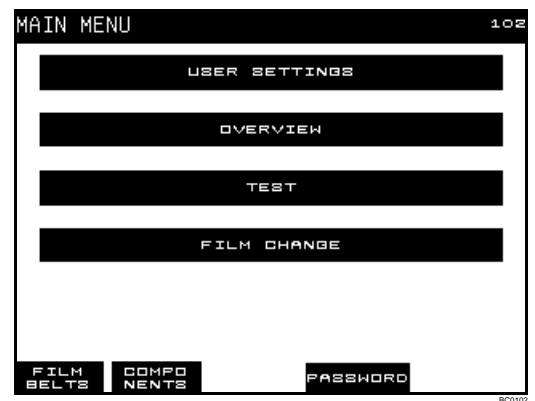 MAIN MENU 102
USER SETTINGS
OVERVIEW
TEST
FILM CHANGE
FILM COMPO
BELTS NENTS
PASSWORD
BC0102